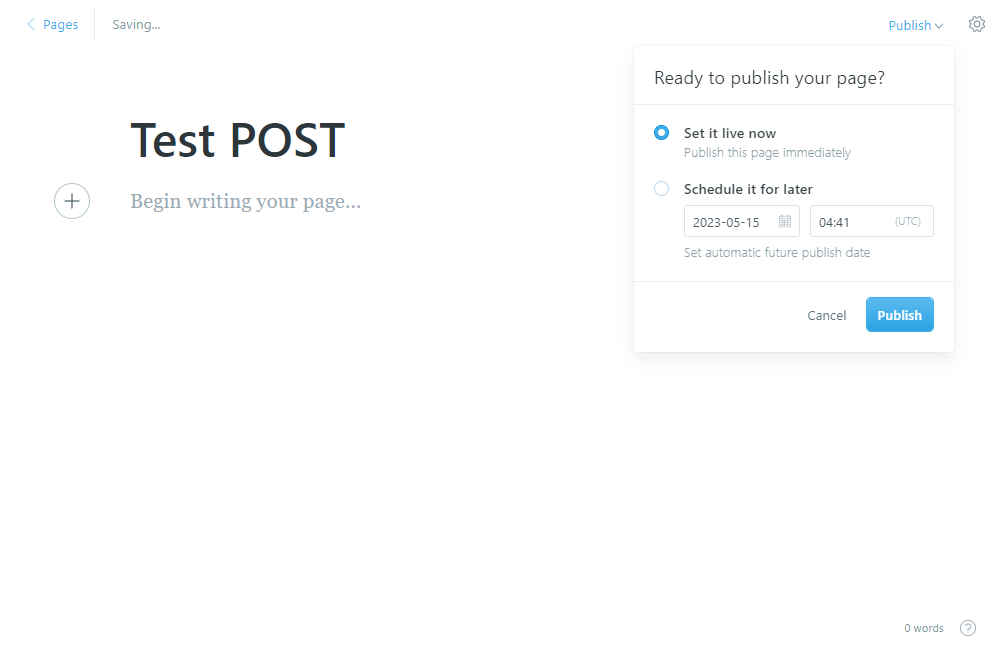 Pages
Saving...
Publish
Ready to publish your page?
Test POST
Set it live now
Publish this page immediately
Begin writing your page...
Schedule it for later
2023-05-15
04:41 (UTC)
Set automatic future publish date
Cancel
Publish
0 words
?